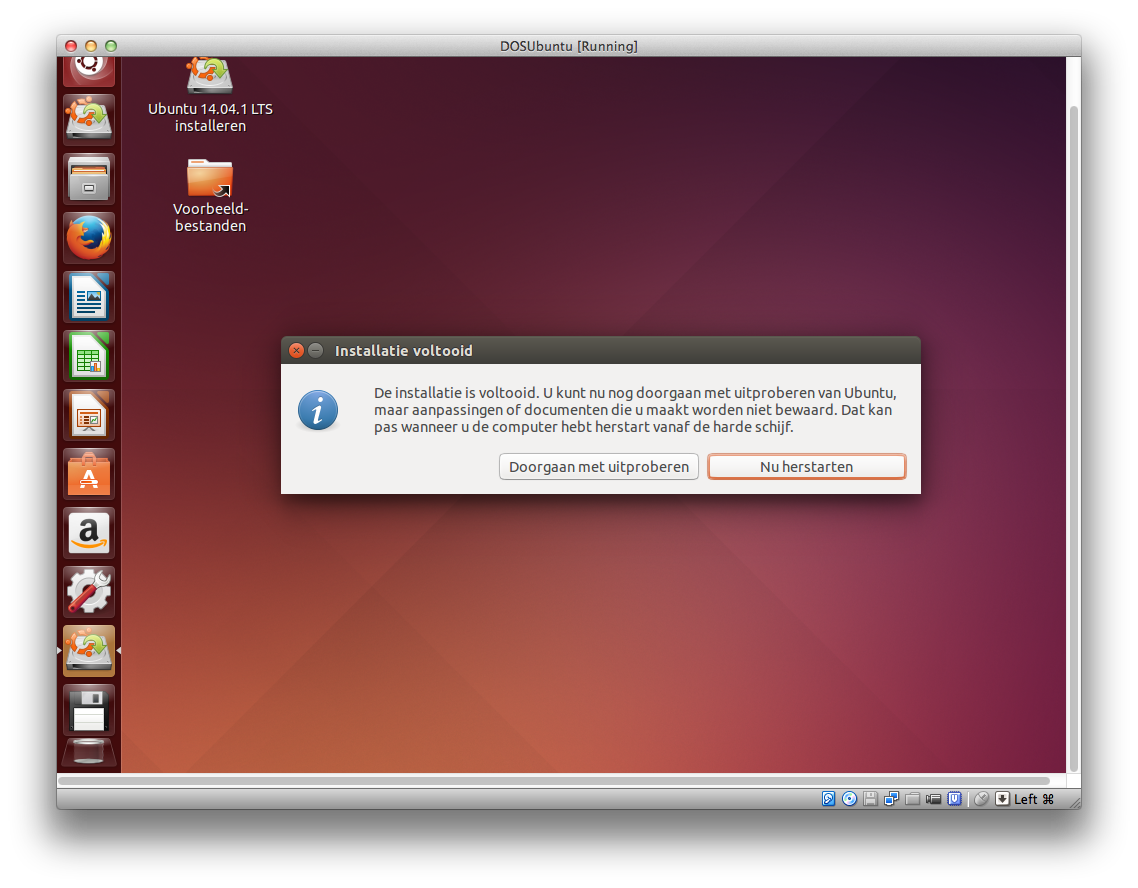 DOSUbuntu [Running]
Ubuntu 14.04.1 LTS
installeren
Voorbeeld-
bestanden
Installatie voltooid
De installatie is voltooid. U kunt nu nog doorgaan met uitproberen van Ubuntu,
maar aanpassingen of documenten die u maakt worden niet bewaard. Dat kan
pas wanneer u de computer hebt herstart vanaf de harde schijf.
Doorgaan met uitproberen
Nu herstarten
Left ⌘